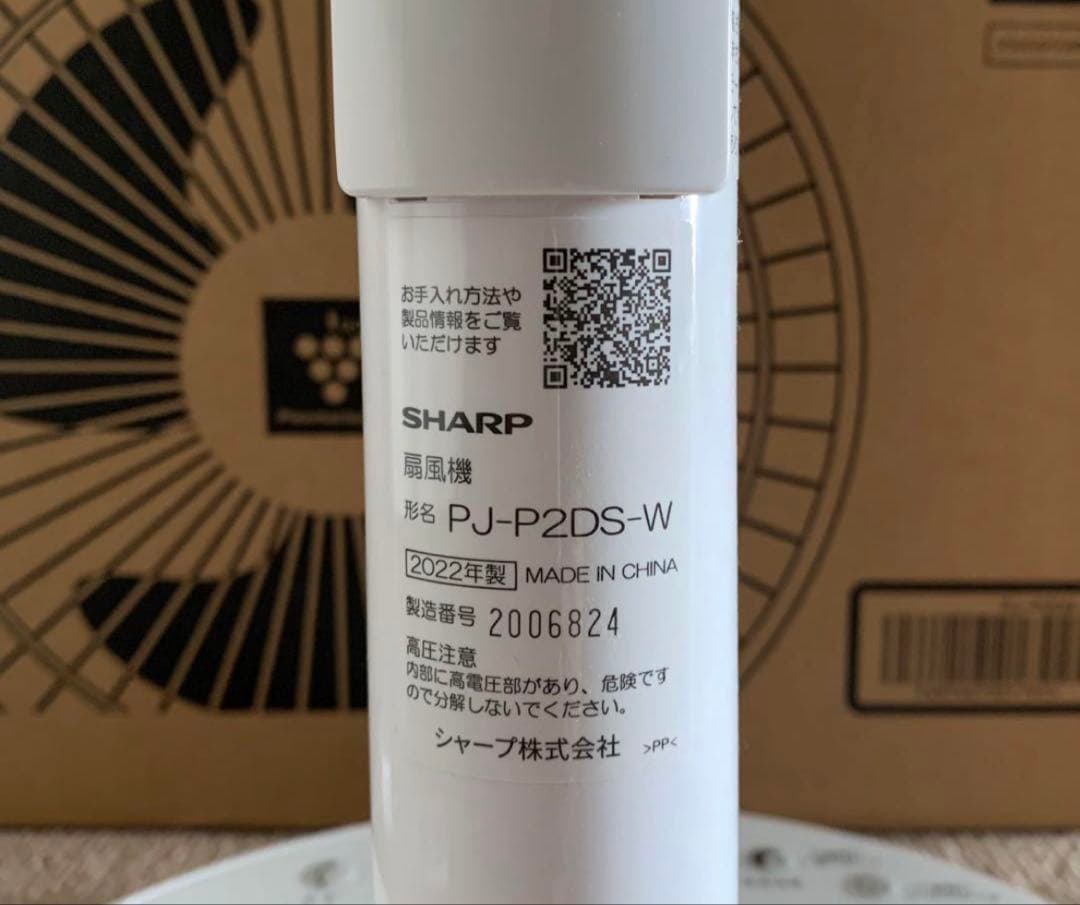 お手入れ方法や
製品情報をご覧
いただけます
SHARP
扇風機
形名 PJ-P2DS-W
2022年製 MADE IN CHINA
製造番号 2006824
高圧注意
内部に高電圧部があり、危険です
ので分解しないでください。
シャープ株式会社 >PP<